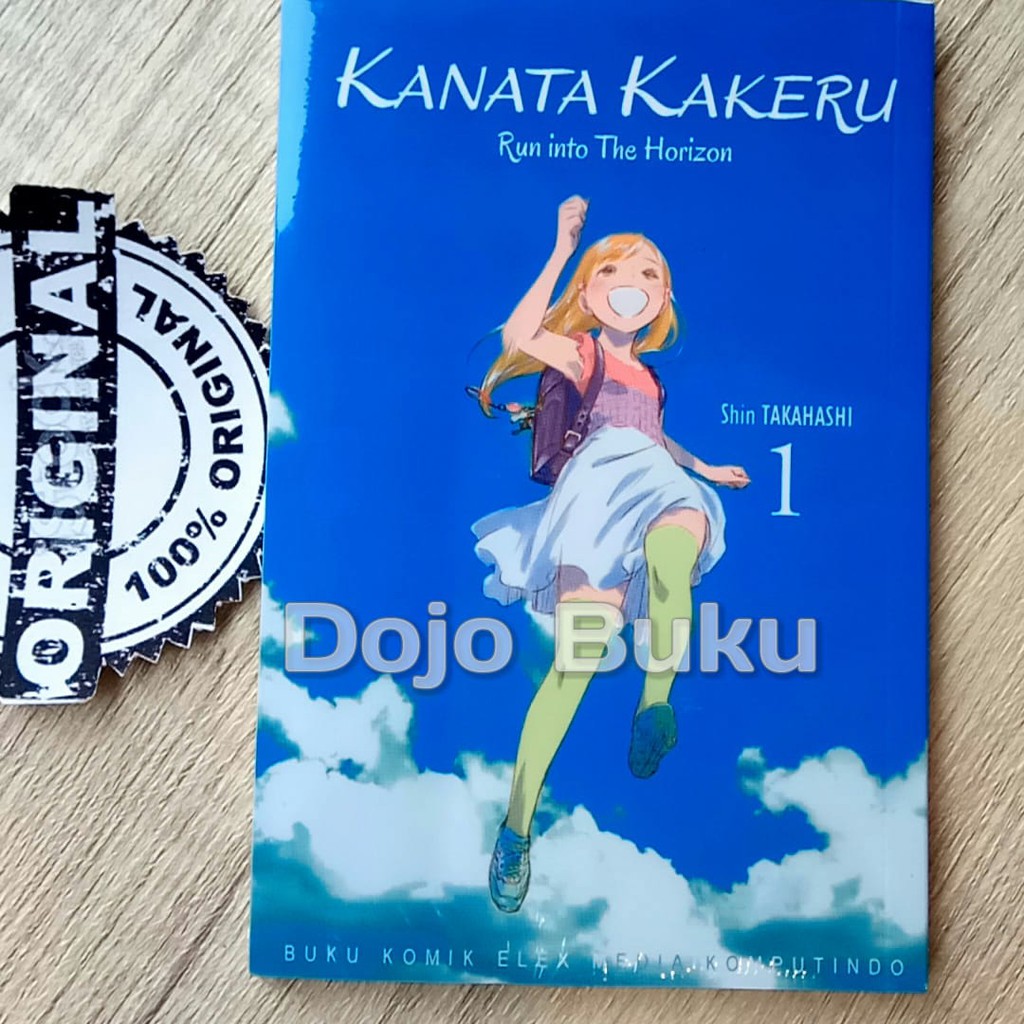 KANATA KAKERU
Run into The Horizon
Shin TAKAHASHI
1
Dojo Buku
BUKU KOMIK ELEX MEDIA KOMPUTINDO
ORIGINAL
ORIGINAL
100% ORIGINAL